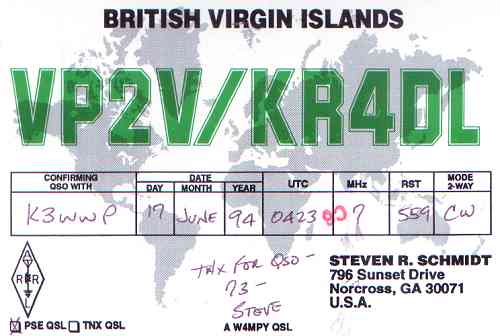 BRITISH VIRGIN ISLANDS
VP2V/KR4DL
CONFIRMING QSO WITH DATE DAY MONTH YEAR UTC MHz RST MODE 2-WAY
K3WWP 17 JUNE 94 0423 7 559 CW
TNX FOR QSO -
73 -
STEVE
STEVEN R. SCHMIDT
796 Sunset Drive
Norcross, GA 30071
U.S.A.
A R R L
PSE QSL TNX QSL
A W4MPY QSL